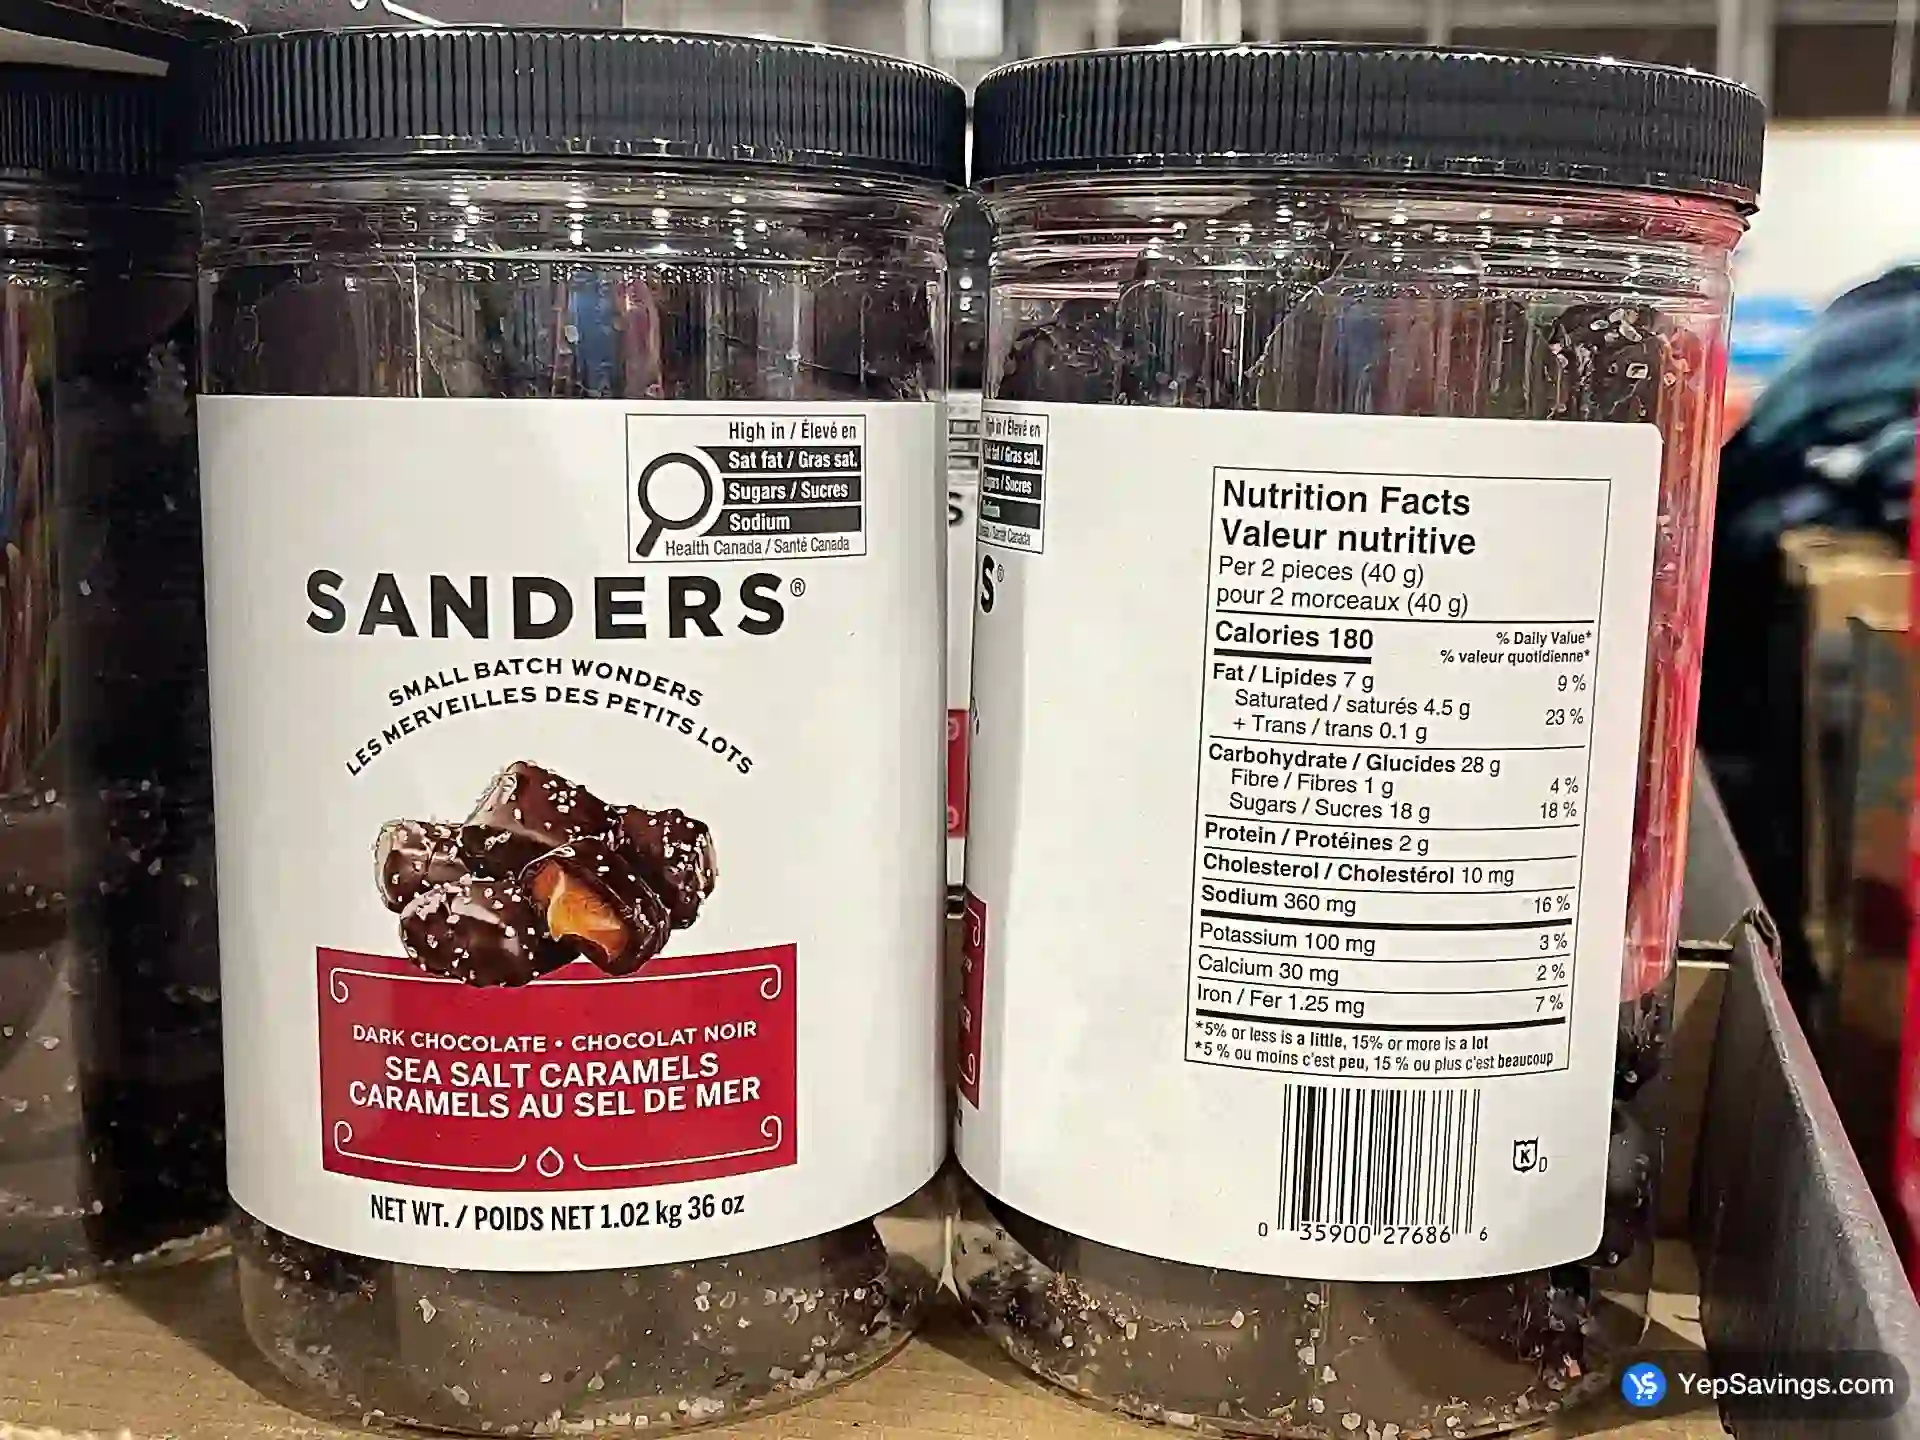 High in / Élevé en
Sat fat / Gras sat.
Sugars / Sucres
Sodium
Health Canada / Santé Canada
SANDERS®
SMALL BATCH WONDERS
LES MERVEILLES DES PETITS LOTS
DARK CHOCOLATE • CHOCOLAT NOIR
SEA SALT CARAMELS
CARAMELS AU SEL DE MER
NET WT. / POIDS NET 1.02 kg 36 oz
S®
Nutrition Facts
Valeur nutritive
Per 2 pieces (40 g)
pour 2 morceaux (40 g)
Calories 180 % Daily Value*
% valeur quotidienne*
Fat / Lipides 7 g 9 %
Saturated / saturés 4.5 g 23 %
+ Trans / trans 0.1 g
Carbohydrate / Glucides 28 g
Fibre / Fibres 1 g 4 %
Sugars / Sucres 18 g 18 %
Protein / Protéines 2 g
Cholesterol / Cholestérol 10 mg
Sodium 360 mg 16 %
Potassium 100 mg 3 %
Calcium 30 mg 2 %
Iron / Fer 1.25 mg 7 %
*5% or less is a little, 15% or more is a lot
*5 % ou moins c'est peu, 15 % ou plus c'est beaucoup
0 35900 27686 6
K D
YepSavings.com